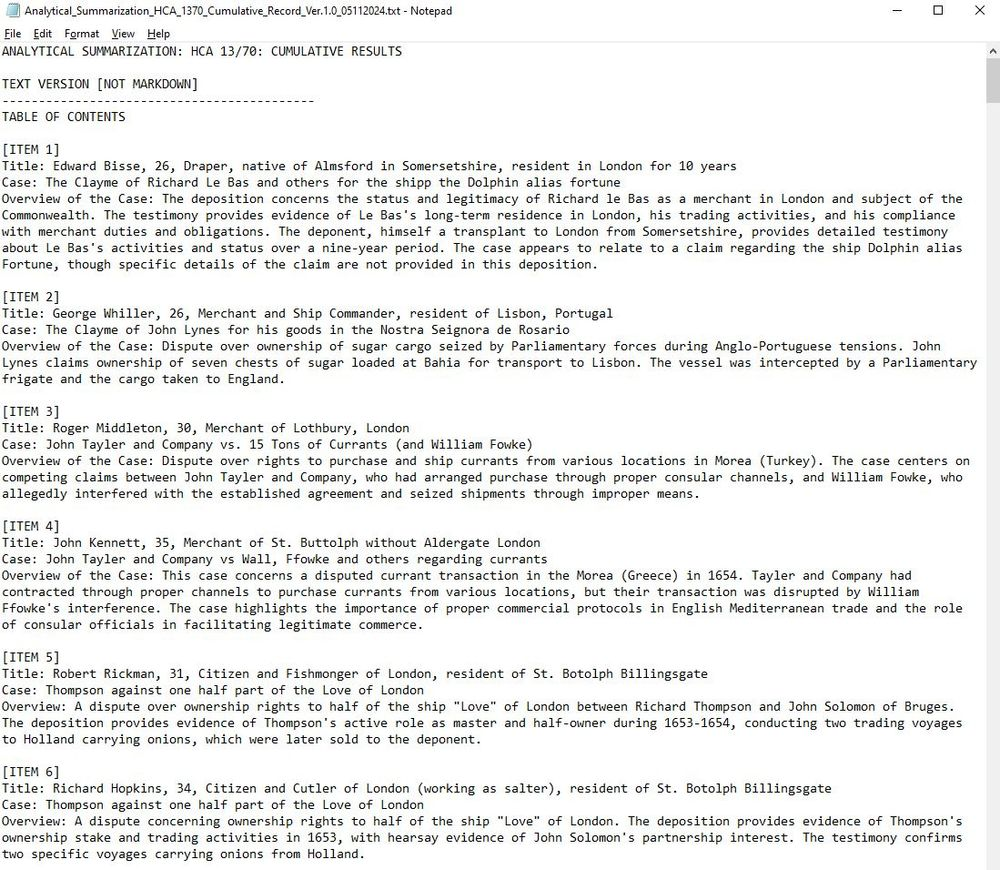 Analytical_Summarization_HCA_1370_Cumulative_Record_Ver.1.0_05112024.txt - Notepad
File Edit Format View Help
ANALYTICAL SUMMARIZATION: HCA 13/70: CUMULATIVE RESULTS
TEXT VERSION [NOT MARKDOWN]
------------------------------------------
TABLE OF CONTENTS
[ITEM 1]
Title: Edward Bisse, 26, Draper, native of Almsford in Somersetshire, resident in London for 10 years
Case: The Clayme of Richard Le Bas and others for the shipp the Dolphin alias fortune
Overview of the Case: The deposition concerns the status and legitimacy of Richard le Bas as a merchant in London and subject of the
Commonwealth. The testimony provides evidence of Le Bas's long-term residence in London, his trading activities, and his compliance
with merchant duties and obligations. The deponent, himself a transplant to London from Somersetshire, provides detailed testimony
about Le Bas's activities and status over a nine-year period. The case appears to relate to a claim regarding the ship Dolphin alias
Fortune, though specific details of the claim are not provided in this deposition.
[ITEM 2]
Title: George Whiller, 26, Merchant and Ship Commander, resident of Lisbon, Portugal
Case: The Clayme of John Lynes for his goods in the Nostra Seignora de Rosario
Overview of the Case: Dispute over ownership of sugar cargo seized by Parliamentary forces during Anglo-Portuguese tensions. John
Lynes claims ownership of seven chests of sugar loaded at Bahia for transport to Lisbon. The vessel was intercepted by a Parliamentary
frigate and the cargo taken to England.
[ITEM 3]
Title: Roger Middleton, 30, Merchant of Lothbury, London
Case: John Tayler and Company vs. 15 Tons of Currants (and William Fowke)
Overview of the Case: Dispute over rights to purchase and ship currants from various locations in Morea (Turkey). The case centers on
competing claims between John Tayler and Company, who had arranged purchase through proper consular channels, and William Fowke, who
allegedly interfered with the established agreement and seized shipments through improper means.
[ITEM 4]
Title: John Kennett, 35, Merchant of St. Buttolph without Aldergate London
Case: John Tayler and Company vs Wall, Ffowke and others regarding currants
Overview of the Case: This case concerns a disputed currant transaction in the Morea (Greece) in 1654. Tayler and Company had
contracted through proper channels to purchase currants from various locations, but their transaction was disrupted by William
Ffowke's interference. The case highlights the importance of proper commercial protocols in English Mediterranean trade and the role
of consular officials in facilitating legitimate commerce.
[ITEM 5]
Title: Robert Rickman, 31, Citizen and Fishmonger of London, resident of St. Botolph Billingsgate
Case: Thompson against one half part of the Love of London
Overview: A dispute over ownership rights to half of the ship "Love" of London between Richard Thompson and John Solomon of Bruges.
The deposition provides evidence of Thompson's active role as master and half-owner during 1653-1654, conducting two trading voyages
to Holland carrying onions, which were later sold to the deponent.
[ITEM 6]
Title: Richard Hopkins, 34, Citizen and Cutler of London (working as salter), resident of St. Botolph Billingsgate
Case: Thompson against one half part of the Love of London
Overview: A dispute concerning ownership rights to half of the ship "Love" of London. The deposition provides evidence of Thompson's
ownership stake and trading activities in 1653, with hearsay evidence of John Solomon's partnership interest. The testimony confirms
two specific voyages carrying onions from Holland.